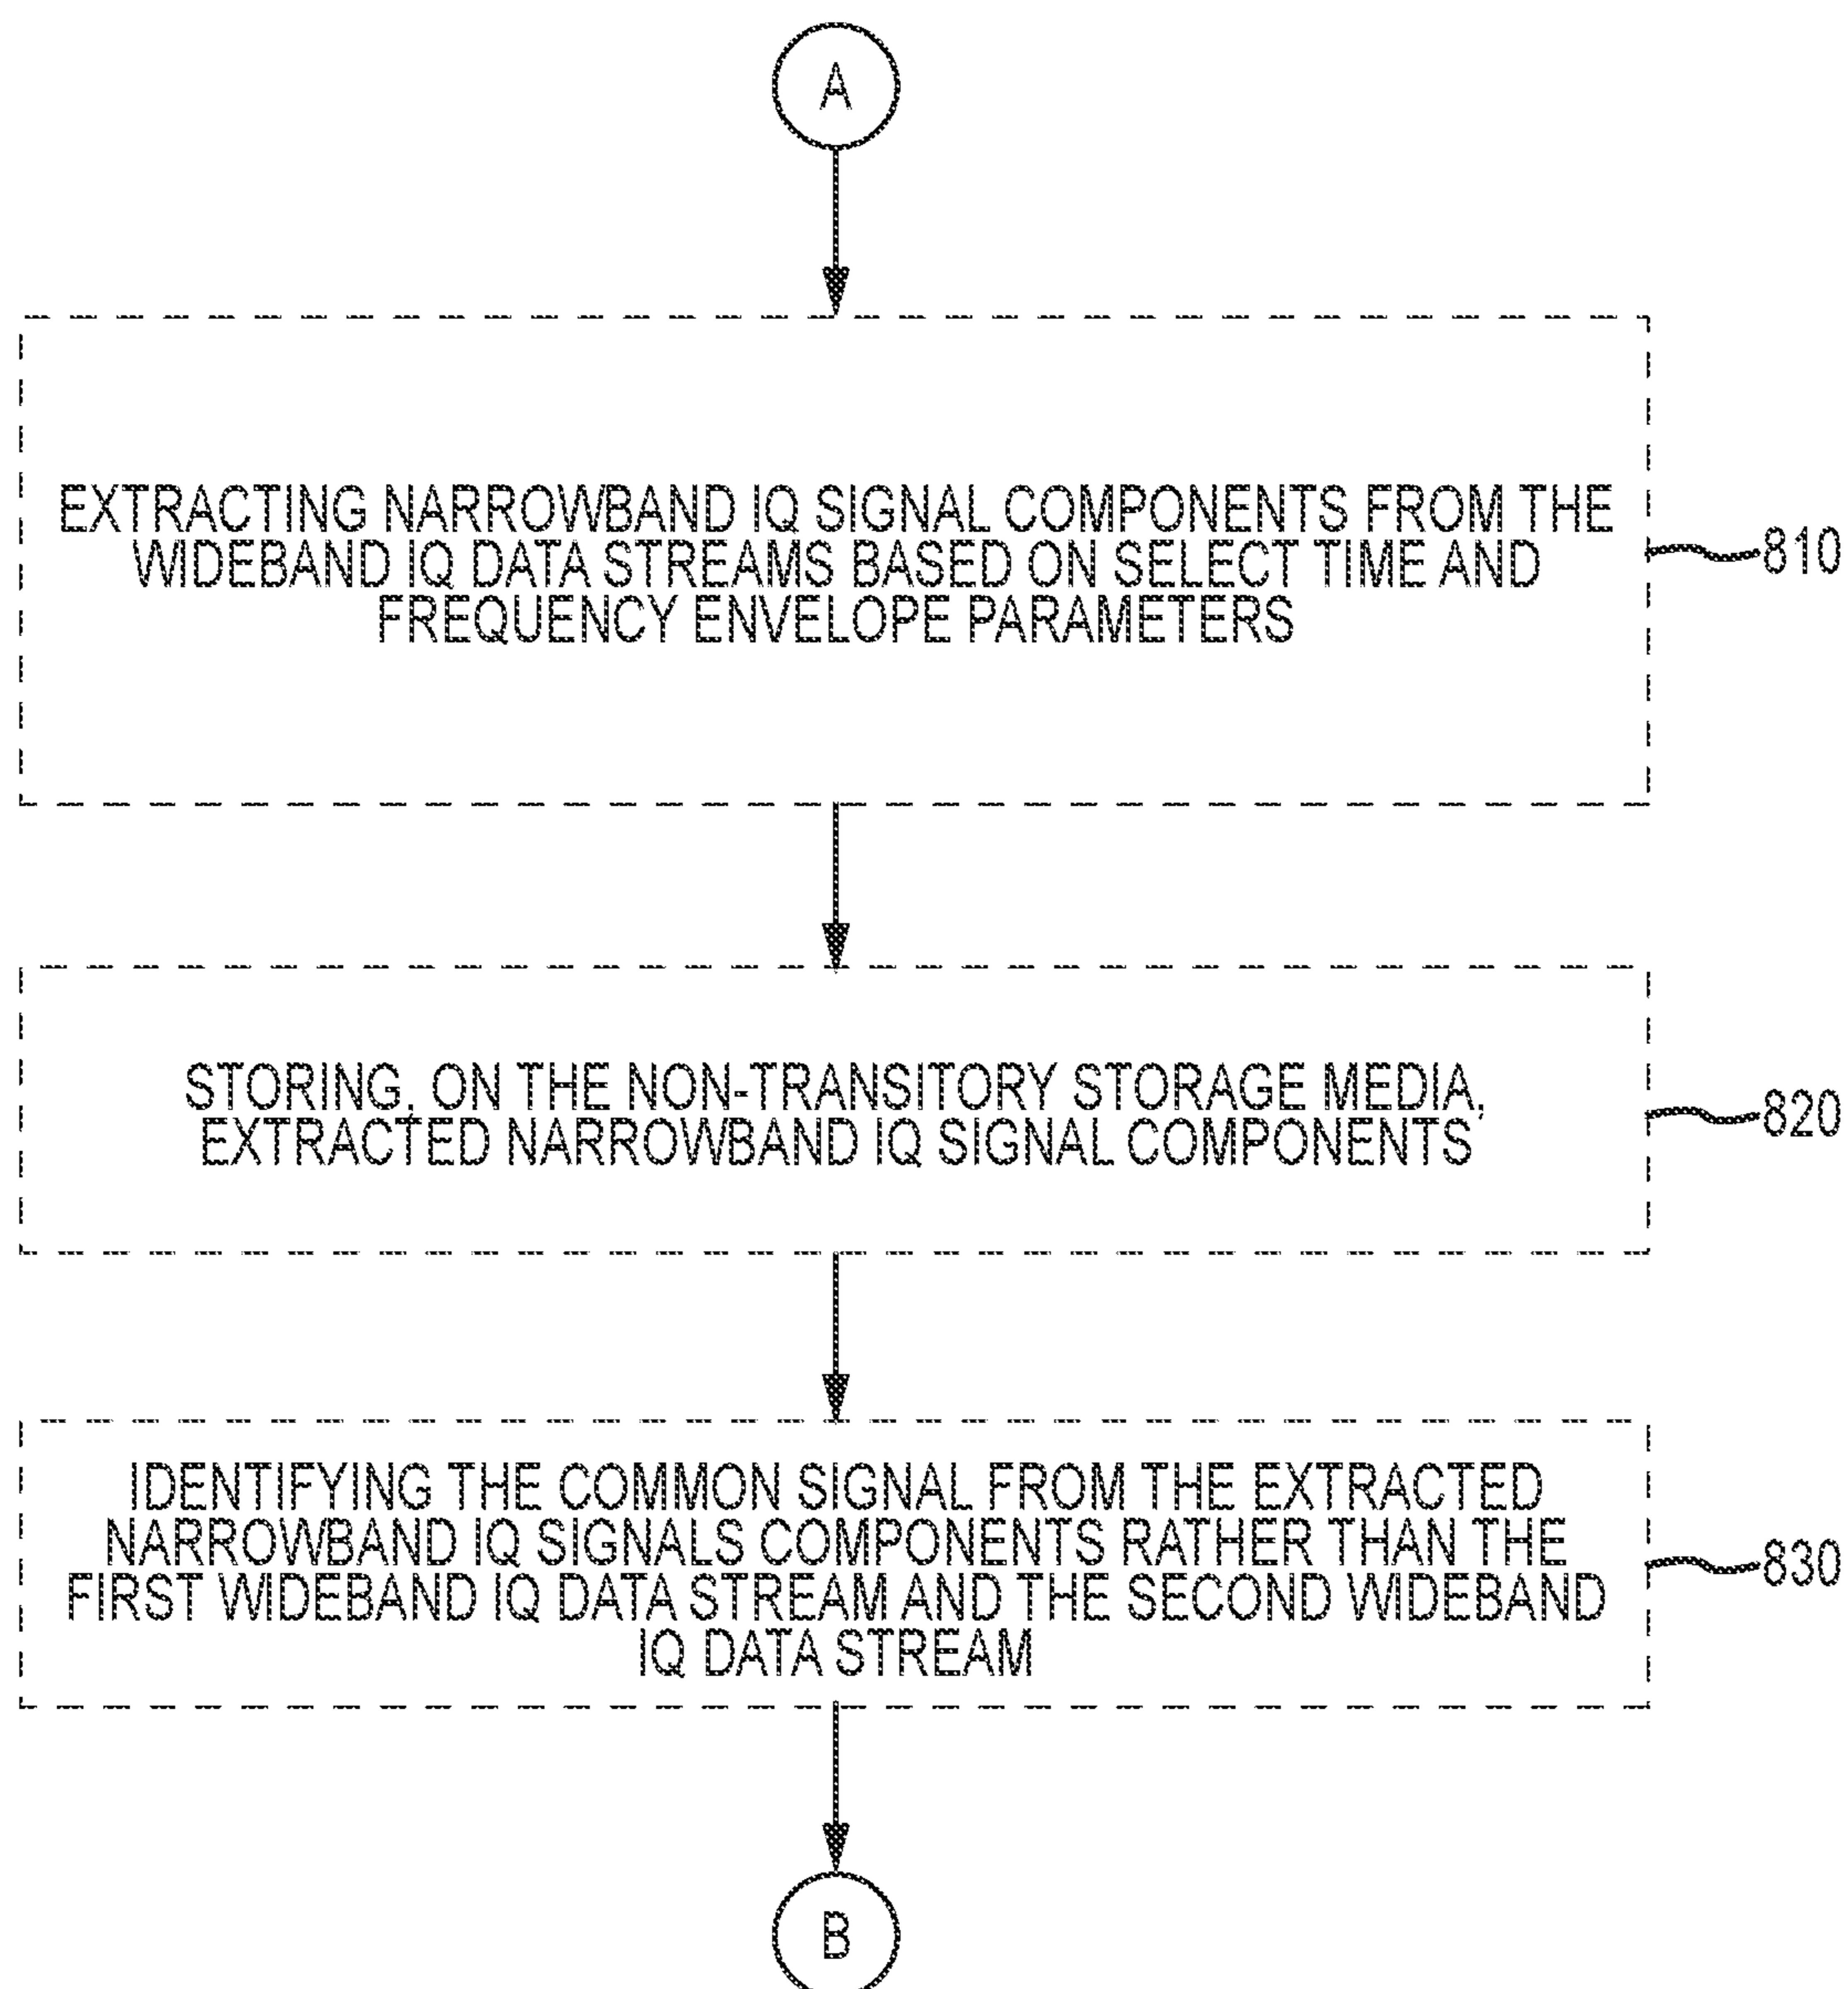 A
EXTRACTING NARROWBAND IQ SIGNAL COMPONENTS FROM THE
WIDEBAND IQ DATA STREAMS BASED ON SELECT TIME AND
FREQUENCY ENVELOPE PARAMETERS
810
STORING, ON THE NON-TRANSITORY STORAGE MEDIA,
EXTRACTED NARROWBAND IQ SIGNAL COMPONENTS
820
IDENTIFYING THE COMMON SIGNAL FROM THE EXTRACTED
NARROWBAND IQ SIGNALS COMPONENTS RATHER THAN THE
FIRST WIDEBAND IQ DATA STREAM AND THE SECOND WIDEBAND
IQ DATA STREAM
830
B